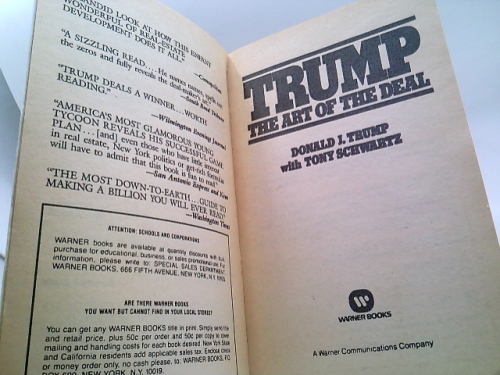 CANDID LOOK AT HOW THIS ROBUST
WONDERFUL OF REAL-ESTATE
DEVELOPMENT DOES IT ALL."
"A SIZZLING READ... He names names, spells out
the zeros and fully reveals the deal-maker's art."
"TRUMP DEALS A WINNER... WORTH
READING."
—Wilmington Evening Journal
"AMERICA'S MOST GLAMOROUS YOUNG
TYCOON REVEALS HIS SUCCESSFUL GAME
PLAN . . . [and] even those who have little interest
in real estate, New York politics or get-rich formulas
will have to admit that this book is fun to read."
—San Antonio Express and News
"THE MOST DOWN-TO-EARTH... GUIDE TO
MAKING A BILLION YOU WILL EVER READ."
—Washington Times
ATTENTION: SCHOOLS AND CORPORATIONS
WARNER books are available at quantity discounts with bulk
purchase for educational, business, or sales promotional use. For
information, please write to: SPECIAL SALES DEPARTMENT,
WARNER BOOKS, 666 FIFTH AVENUE, NEW YORK, N.Y. 10103
ARE THERE WARNER BOOKS
YOU WANT BUT CANNOT FIND IN YOUR LOCAL STORES?
You can get any WARNER BOOKS title in print. Simply send title
and retail price, plus 50c per order and 50c per copy to cover
mailing and handling costs for each book desired. New York State
and California residents add applicable sales tax. Enclose check
or money order only, no cash please, to: WARNER BOOKS, P.O.
BOX 690, NEW YORK, N.Y. 10019.
TRUMP
THE ART OF THE DEAL
DONALD J. TRUMP
with TONY SCHWARTZ
WARNER BOOKS
A Warner Communications Company